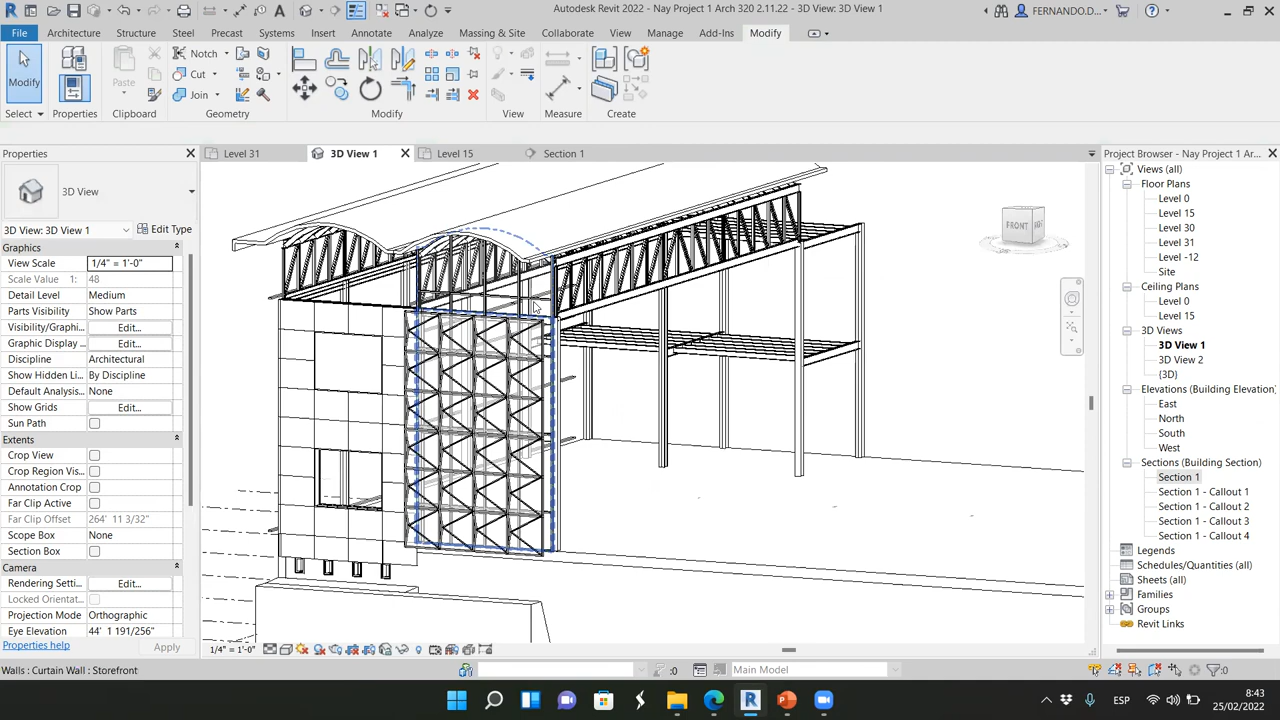 Autodesk Revit 2022 - Nay Project 1 Arch 320 2.11.22 - 3D View: 3D View 1
FERNANDO.D...
File Architecture Structure Steel Precast Systems Insert Annotate Analyze Massing & Site Collaborate View Manage Add-Ins Modify
Modify
Paste
Notch
Cut
Join
Select Properties Clipboard Geometry Modify View Measure Create
Properties
Level 31
3D View 1
Level 15
Section 1
Project Browser - Nay Project 1 Ar...
3D View
3D View: 3D View 1
Edit Type
Graphics
View Scale 1/4" = 1'-0"
Scale Value 1: 48
Detail Level Medium
Parts Visibility Show Parts
Visibility/Graphi... Edit...
Graphic Display ... Edit...
Discipline Architectural
Show Hidden Li... By Discipline
Default Analysis... None
Show Grids Edit...
Sun Path
Extents
Crop View
Crop Region Vis...
Annotation Crop
Far Clip Active
Far Clip Offset 264' 11 3/32"
Scope Box None
Section Box
Camera
Rendering Setti... Edit...
Locked Orientat...
Projection Mode Orthographic
Eye Elevation 44' 1 191/256"
Properties help
Apply
FRONT
Views (all)
Floor Plans
Level 0
Level 15
Level 30
Level 31
Level -12
Site
Ceiling Plans
Level 0
Level 15
3D Views
3D View 1
3D View 2
(3D)
Elevations (Building Elevation)
East
North
South
West
Sections (Building Section)
Section 1
Section 1 - Callout 1
Section 1 - Callout 2
Section 1 - Callout 3
Section 1 - Callout 4
Legends
Schedules/Quantities (all)
Sheets (all)
Families
Groups
Revit Links
1/4" = 1'-0"
Walls : Curtain Wall : Storefront
:0
Main Model
:0
ESP
8:43
25/02/2022